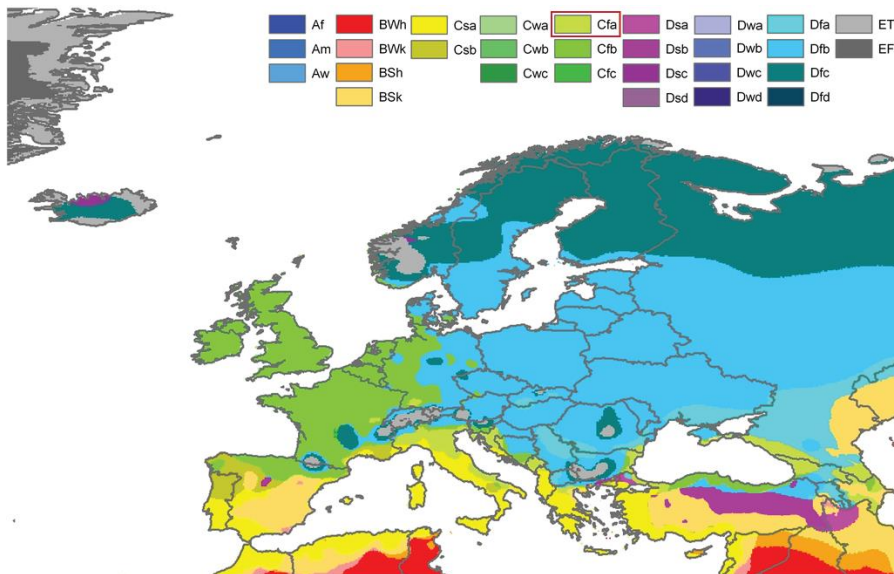 Af BWh Csa Cwa Cfa Dsa Dwa Dfa ET
Am BWk Csb Cwb Cfb Dsb Dwb Dfb EF
Aw BSh Cwc Cfc Dsc Dwc Dfc
BSk Dsd Dwd Dfd